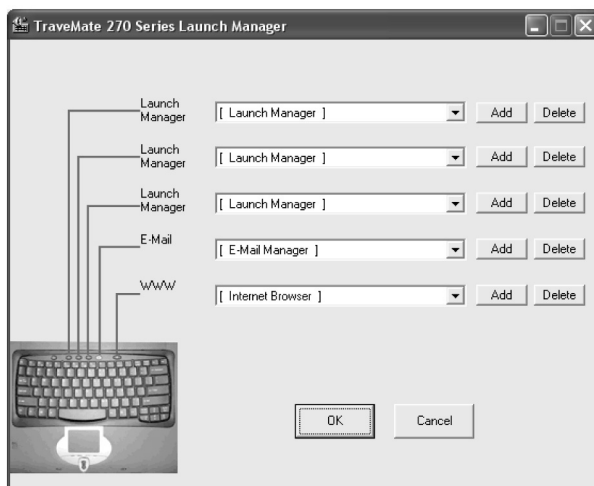 TraveMate 270 Series Launch Manager
Launch Manager [ Launch Manager ] Add Delete
Launch Manager [ Launch Manager ] Add Delete
Launch Manager [ Launch Manager ] Add Delete
E-Mail [ E-Mail Manager ] Add Delete
WWW [ Internet Browser ] Add Delete
OK Cancel